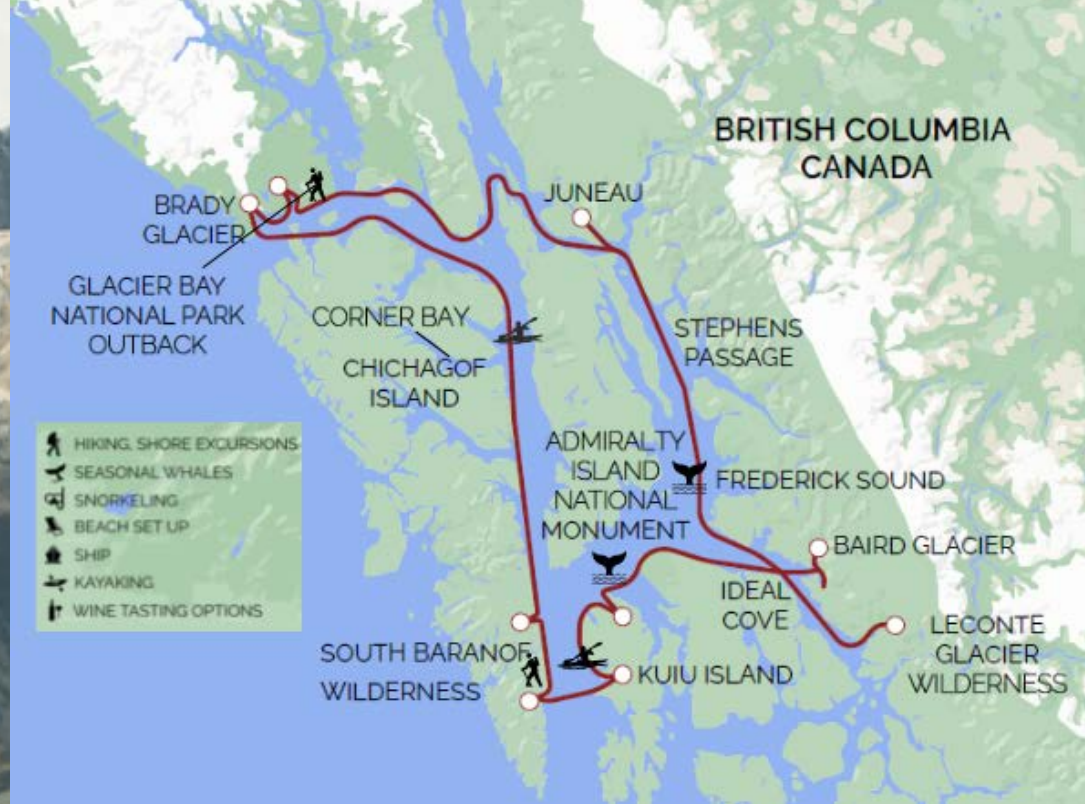 BRITISH COLUMBIA
CANADA
JUNEAU
BRADY
GLACIER
GLACIER BAY
NATIONAL PARK
OUTBACK
CORNER BAY
CHICHAGOF
ISLAND
STEPHENS
PASSAGE
ADMIRALTY
ISLAND
NATIONAL
MONUMENT
FREDERICK SOUND
BAIRD GLACIER
IDEAL
COVE
LECONTE
GLACIER
WILDERNESS
SOUTH BARANOF
WILDERNESS
KUIU ISLAND
HIKING, SHORE EXCURSIONS
SEASONAL WHALES
SNORKELING
BEACH SET UP
SHIP
KAYAKING
WINE TASTING OPTIONS